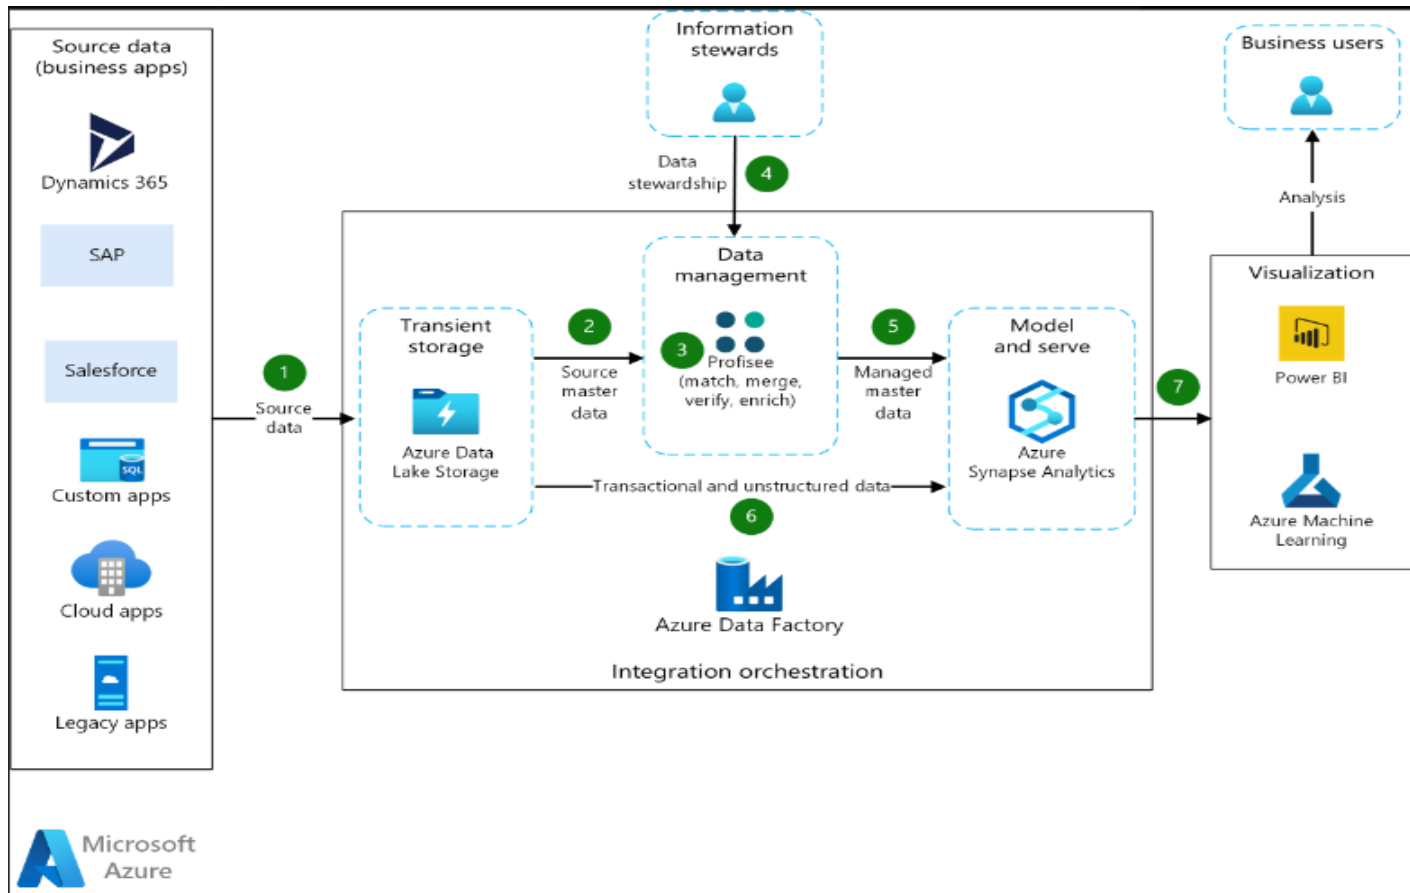 Source data
(business apps)
Dynamics 365
SAP
Salesforce
SQL
Custom apps
Cloud apps
Legacy apps
1
Source
data
Information
stewards
Data
stewardship
4
Transient
storage
Azure Data
Lake Storage
2
Source
master
data
Data
management
3
Profisee
(match, merge,
verify, enrich)
5
Managed
master
data
Model
and serve
Azure
Synapse Analytics
Transactional and unstructured data
6
Azure Data Factory
Integration orchestration
7
Business users
Analysis
Visualization
Power BI
Azure Machine
Learning
Microsoft
Azure